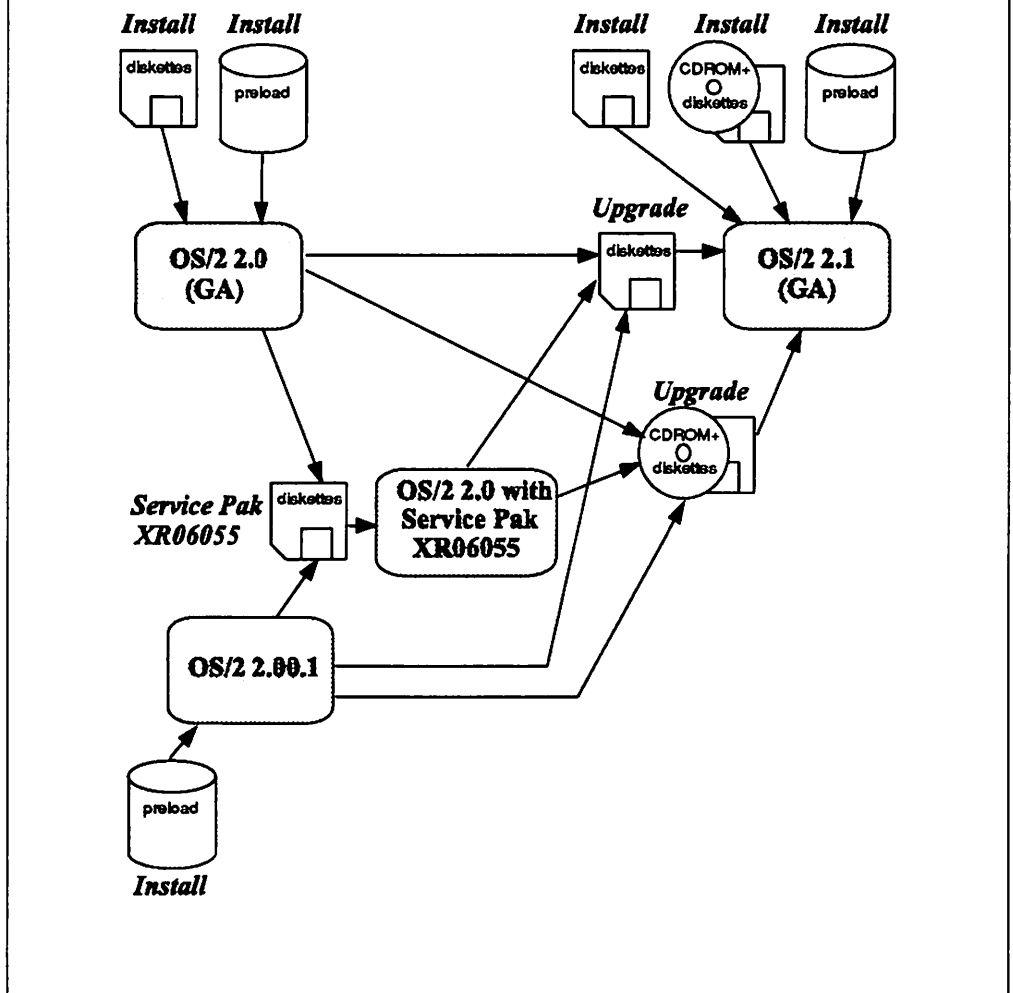 Install
Install
Install
Install
Install
diskettes
preload
diskettes
CDROM+
diskettes
preload
Upgrade
OS/2 2.0
(GA)
diskettes
OS/2 2.1
(GA)
Upgrade
CDROM+
diskettes
Service Pak
XR06055
diskettes
OS/2 2.0 with
Service Pak
XR06055
OS/2 2.00.1
preload
Install